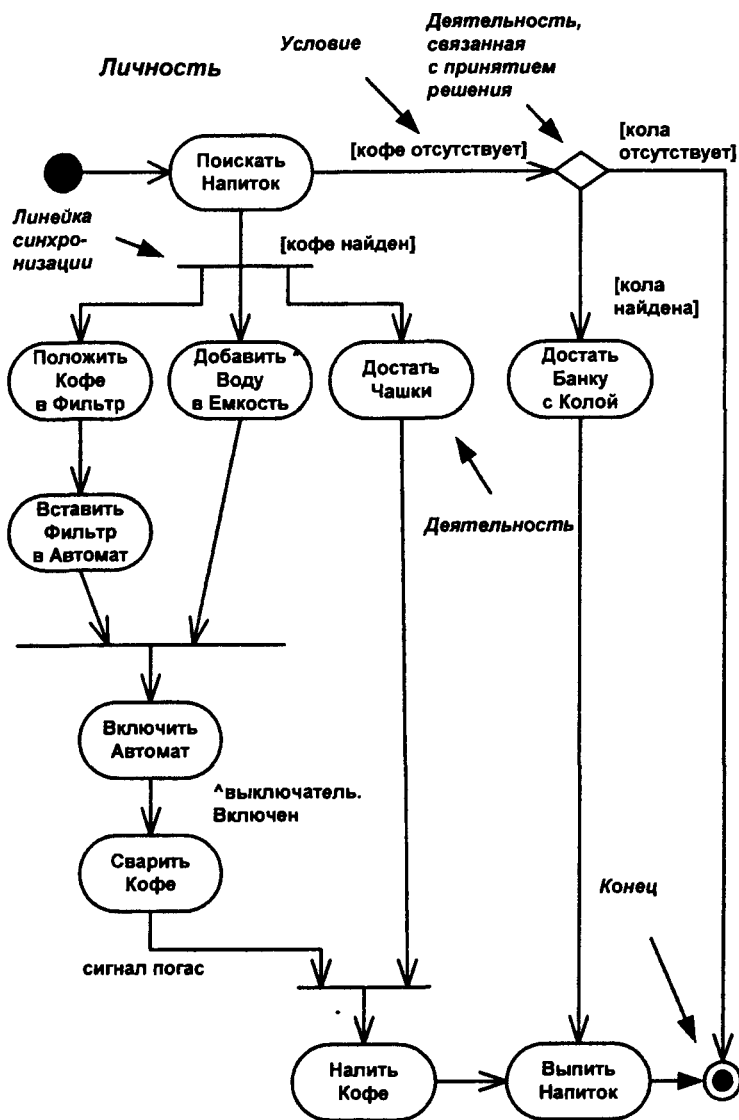 Личность
Условие
Деятельность,
связанная
с принятием
решения
Поискать
Напиток
[кофе отсутствует]
[кола
отсутствует]
Линейка
синхро-
низации
[кофе найден]
[кола
найдена]
Положить
Кофе
в Фильтр
Добавить
Воду
в Емкость
Достать
Чашки
Достать
Банку
с Колой
Вставить
Фильтр
в Автомат
Деятельность
Включить
Автомат
^выключатель.
Включен
Сварить
Кофе
Конец
сигнал погас
Налить
Кофе
Выпить
Напиток